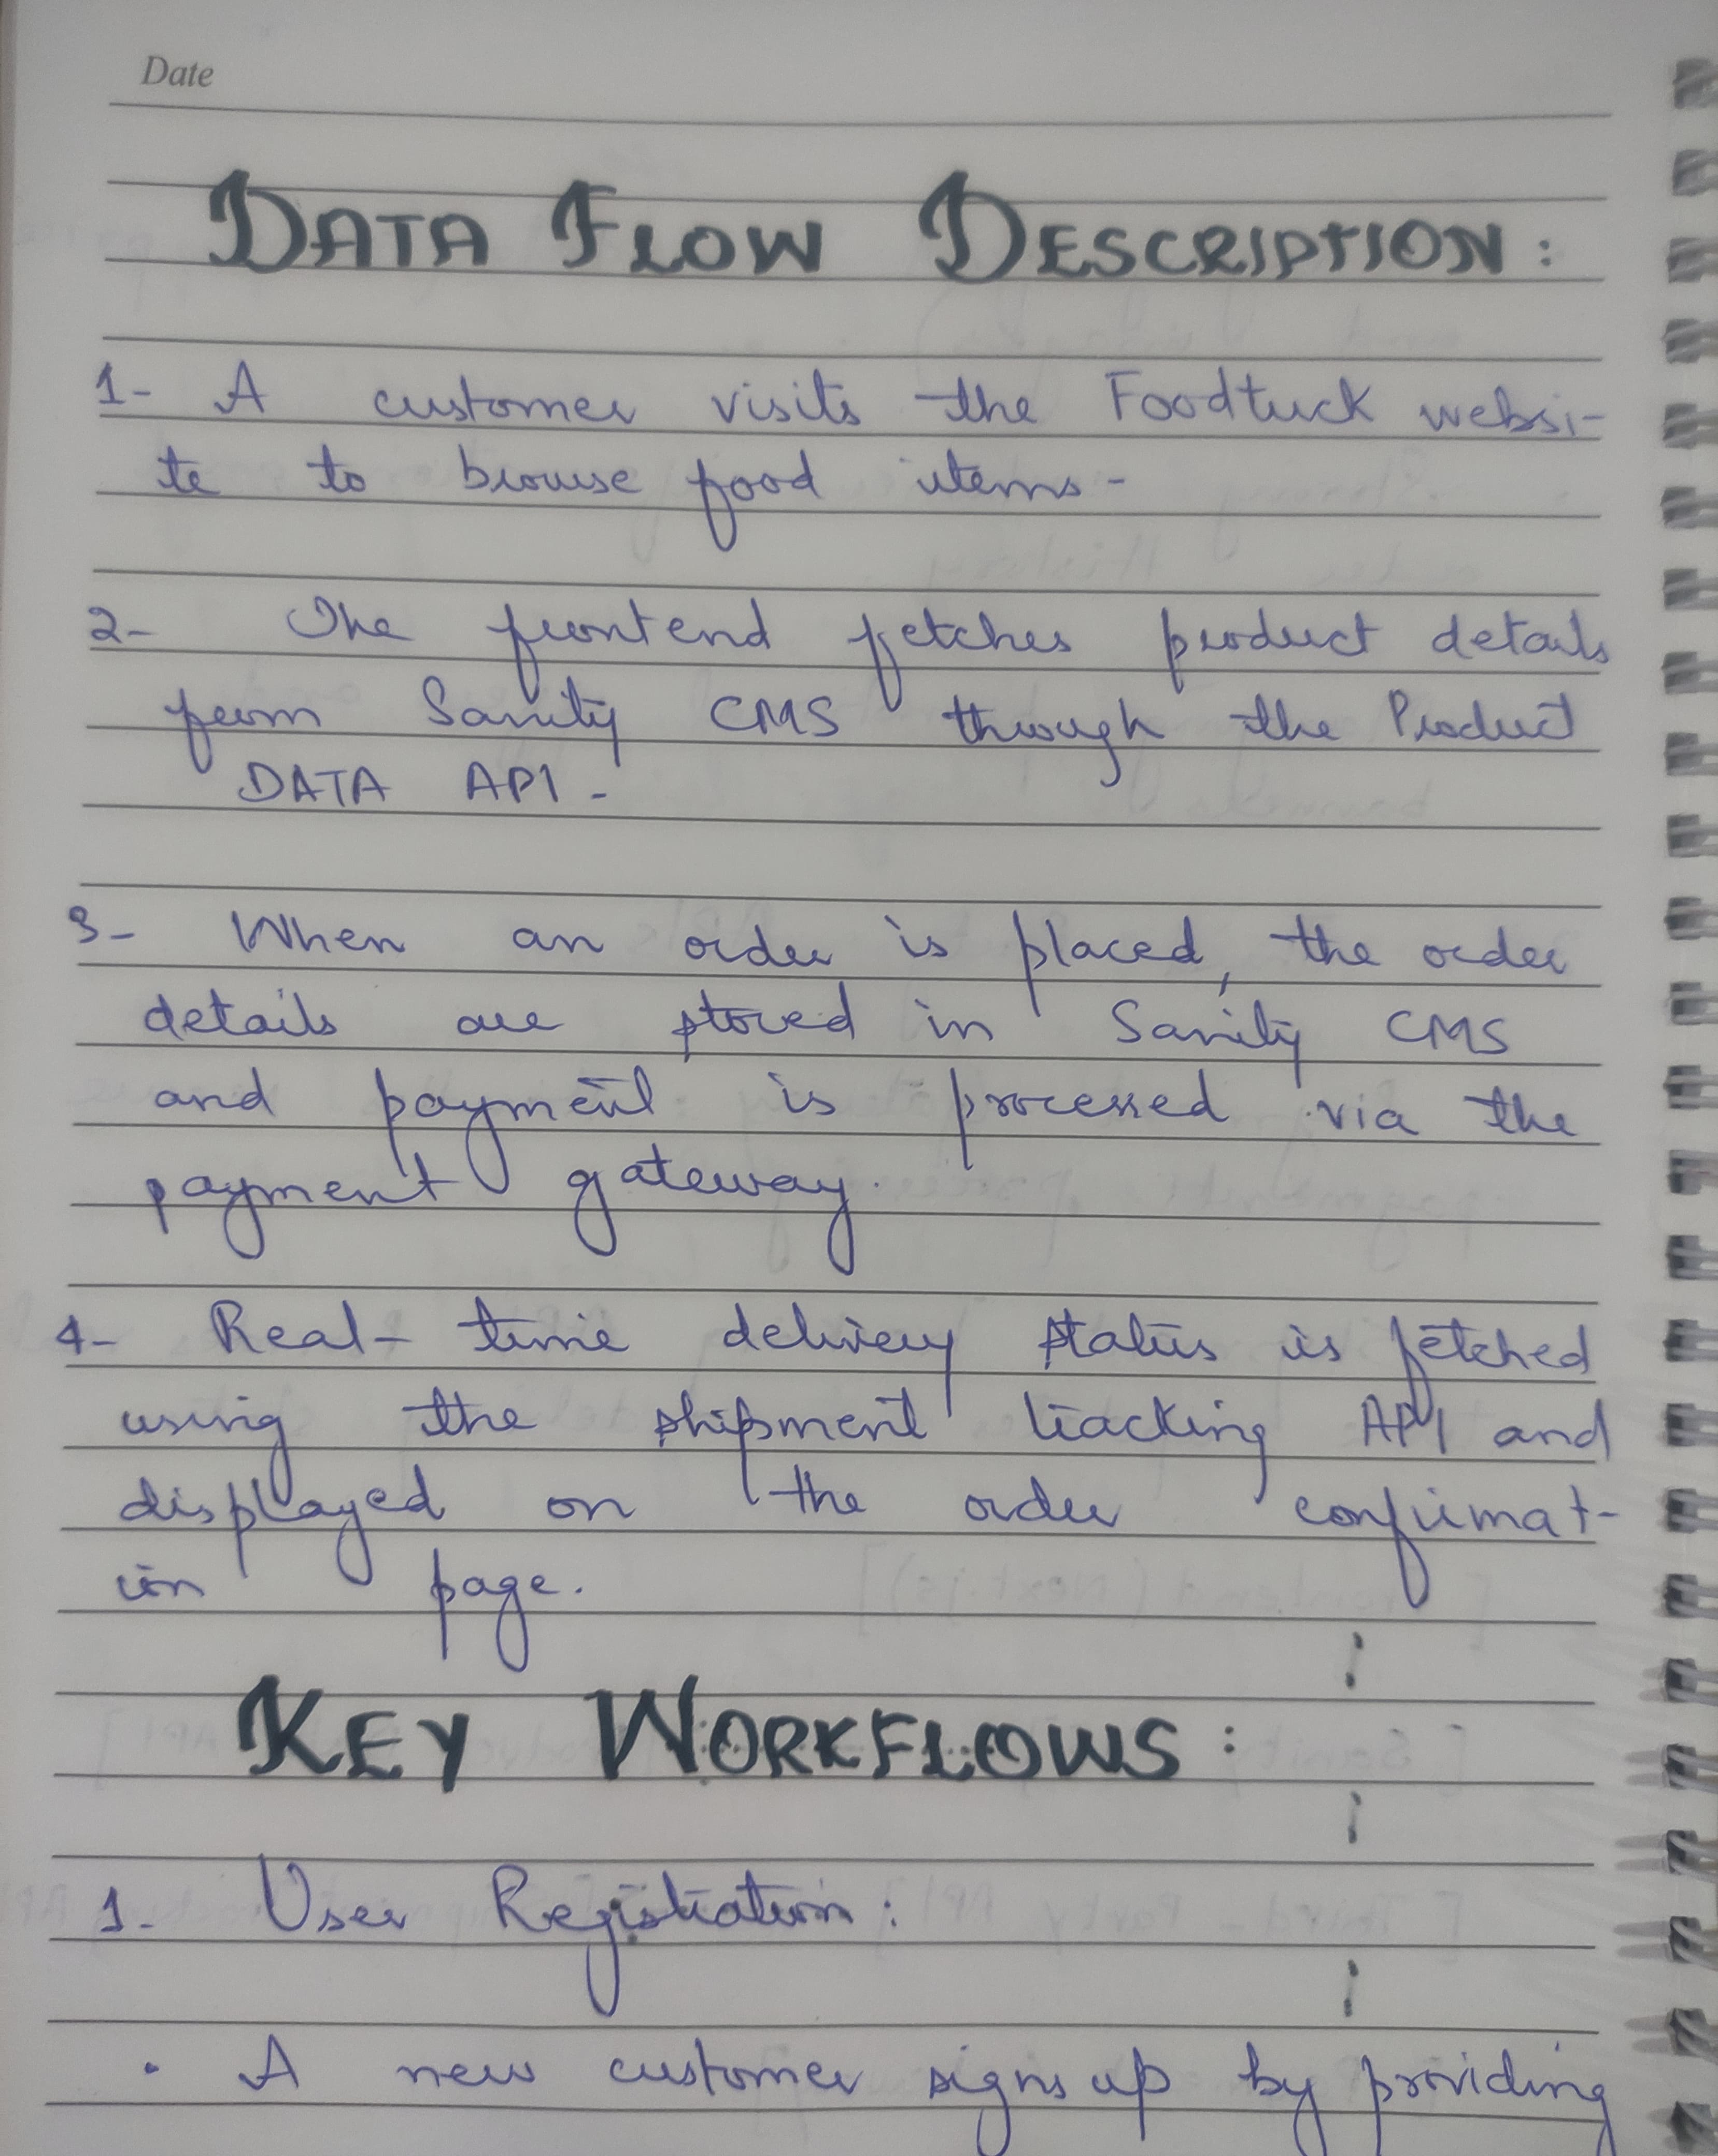 Date
DATA FLOW DESCRIPTION:
1- A customer visits the Foodtuck websi-
te to browse food items-
2- The frontend fetches product details
from Sanity CMS through the Product
DATA API-
3- When an order is placed, the order
details are stored in Sanity CMS
and payment is processed via the
payment gateway.
4- Real-time delivery status is fetched
using the shipment tracking API and
displayed on the order confirmat-
ion page.
KEY WORKFLOWS:
1- User Registration:
• A new customer signs up by providing